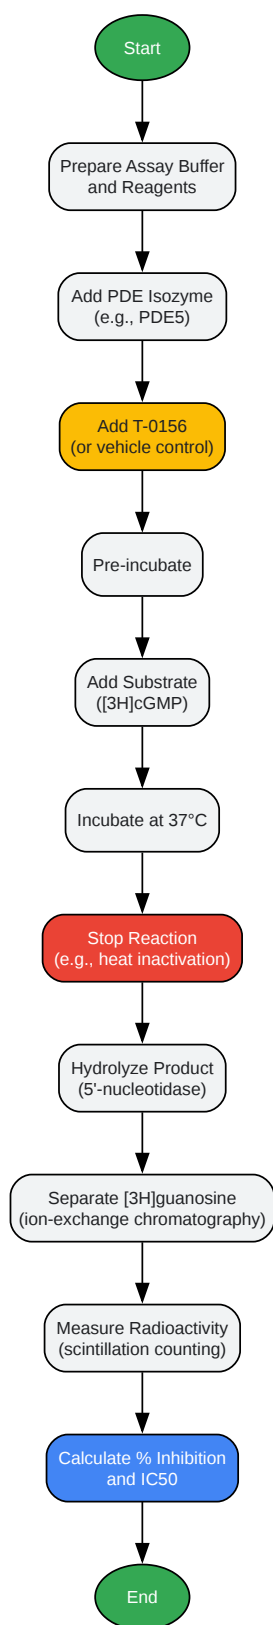 Start
Prepare Assay Buffer
and Reagents
Add PDE Isozyme
(e.g., PDE5)
Add T-0156
(or vehicle control)
Pre-incubate
Add Substrate
([3H]cGMP)
Incubate at 37°C
Stop Reaction
(e.g., heat inactivation)
Hydrolyze Product
(5'-nucleotidase)
Separate [3H]guanosine
(ion-exchange chromatography)
Measure Radioactivity
(scintillation counting)
Calculate % Inhibition
and IC50
End